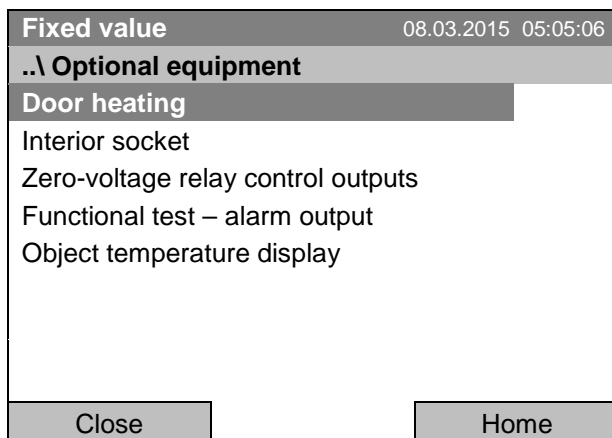 Fixed value 08.03.2015 05:05:06
..\ Optional equipment
Door heating
Interior socket
Zero-voltage relay control outputs
Functional test – alarm output
Object temperature display
Close Home